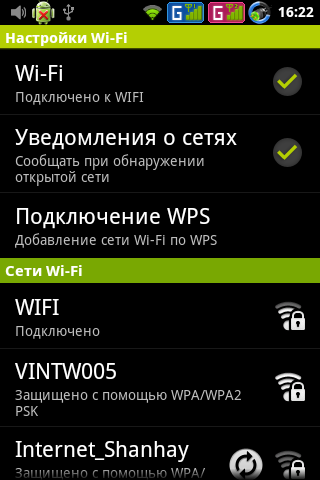 G G 16:22
Настройки Wi-Fi
Wi-Fi
Подключено к WIFI
Уведомления о сетях
Сообщать при обнаружении
открытой сети
Подключение WPS
Добавление сети Wi-Fi по WPS
Сети Wi-Fi
WIFI
Подключено
VINTW005
Защищено с помощью WPA/WPA2
PSK
Internet_Shanhay
Защищено с помощью WPA/